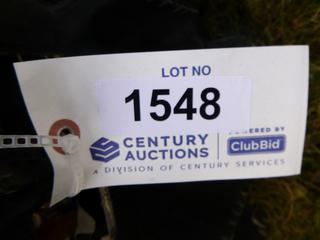 LOT NO
1548
CENTURY AUCTIONS
POWERED BY
ClubBid
A DIVISION OF CENTURY SERVICES